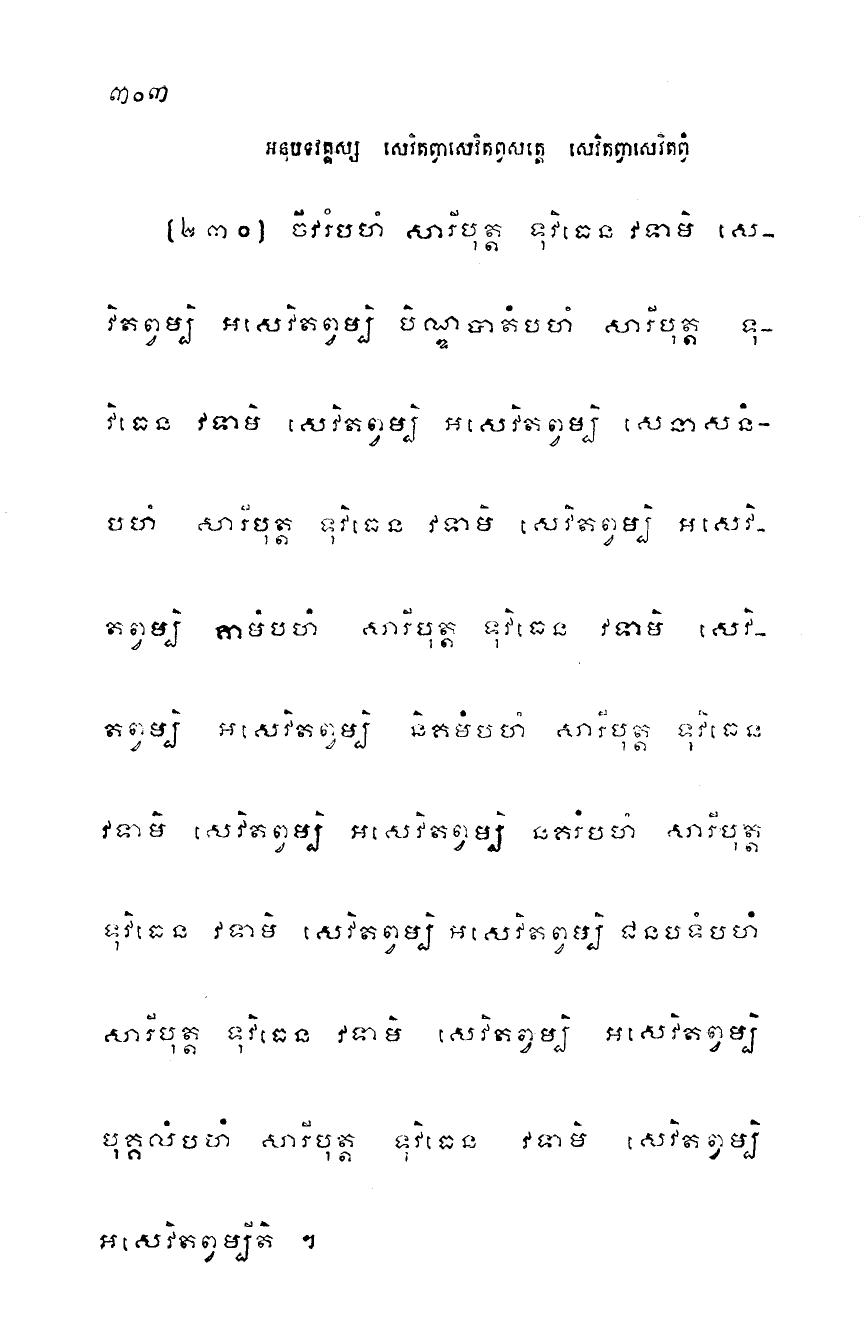 ៣០៣
អនុបទវគ្គស្ស សេវិតព្វាសេវិតព្វសុត្តេ សេវិតព្វាសេវិតព្វំ
[២៣០] ចីវរំបហំ សារីបុត្ត ទុវិធេន វទាមិ សេ-
វិតព្វម្បិ អសេវិតព្វម្បិ បិណ្ឌបាតំបហំ សារីបុត្ត ទុ-
វិធេន វទាមិ សេវិតព្វម្បិ អសេវិតព្វម្បិ សេនាសនំ-
បហំ សារីបុត្ត ទុវិធេន វទាមិ សេវិតព្វម្បិ អសេវិ-
តព្វម្បិ គាមំបហំ សារីបុត្ត ទុវិធេន វទាមិ សេវិ-
តព្វម្បិ អសេវិតព្វម្បិ និគមំបហំ សារីបុត្ត ទុវិធេន
វទាមិ សេវិតព្វម្បិ អសេវិតព្វម្បិ នគរំបហំ សារីបុត្ត
ទុវិធេន វទាមិ សេវិតព្វម្បិ អសេវិតព្វម្បិ ជនបទំបហំ
សារីបុត្ត ទុវិធេន វទាមិ សេវិតព្វម្បិ អសេវិតព្វម្បិ
បុគ្គលំបហំ សារីបុត្ត ទុវិធេន វទាមិ សេវិតព្វម្បិ
អសេវិតព្វម្បីតិ ។